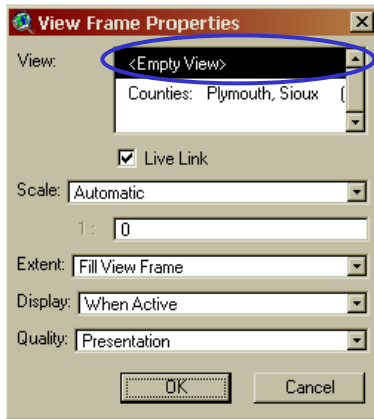 View Frame Properties
View: <Empty View>
Counties: Plymouth, Sioux (
Live Link
Scale: Automatic
1 : 0
Extent: Fill View Frame
Display: When Active
Quality: Presentation
OK Cancel